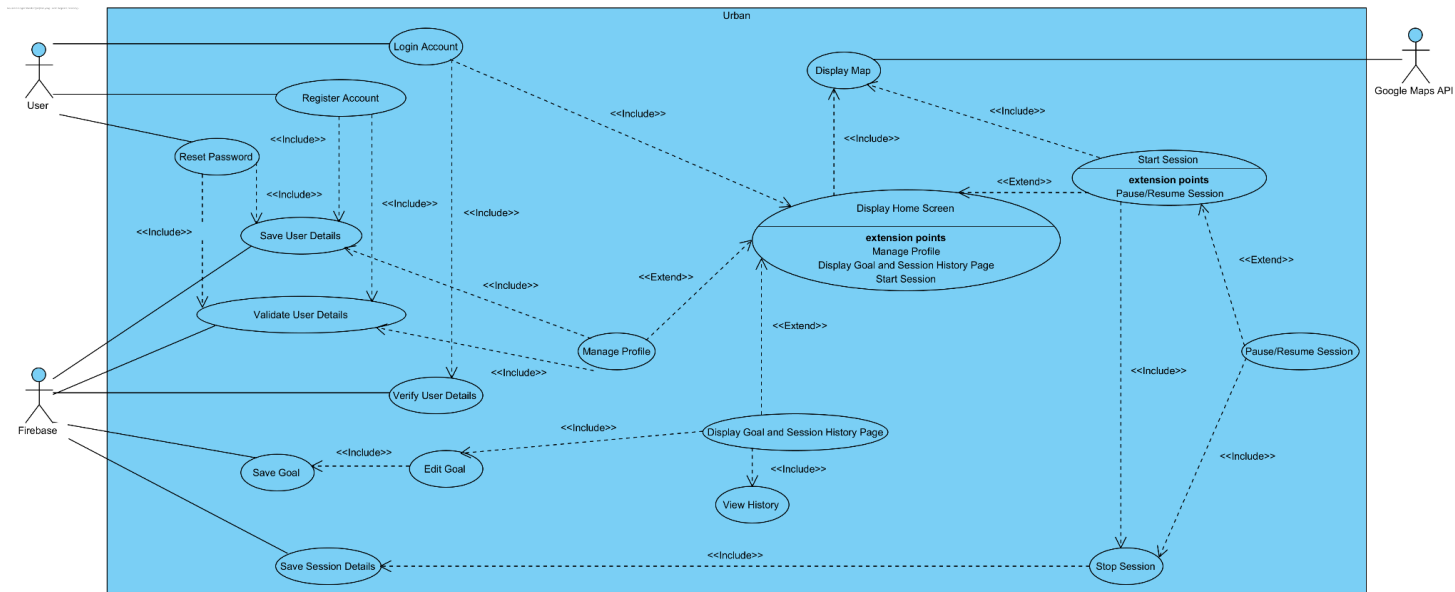 Urban
Login Account
Display Map
User
Google Maps API
Register Account
<<Include>>
<<Include>>
<<Include>>
<<Include>>
Reset Password
Start Session
extension points
Pause/Resume Session
<<Extend>>
<<Include>>
<<Include>>
<<Include>>
Display Home Screen
<<Include>>
Save User Details
extension points
Manage Profile
Display Goal and Session History Page
Start Session
<<Extend>>
<<Extend>>
<<Include>>
Validate User Details
<<Extend>>
Manage Profile
Pause/Resume Session
<<Include>>
<<Include>>
Verify User Details
Firebase
<<Include>>
Display Goal and Session History Page
<<Include>>
Save Goal
Edit Goal
<<Include>>
<<Include>>
View History
<<Include>>
Save Session Details
Stop Session